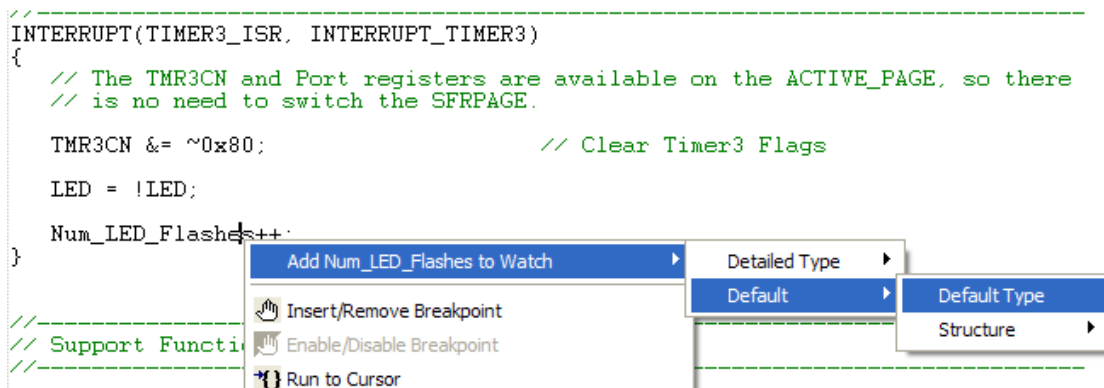 //------------------------------------------------------------------------
INTERRUPT(TIMER3_ISR, INTERRUPT_TIMER3)
{
// The TMR3CN and Port registers are available on the ACTIVE_PAGE, so there
// is no need to switch the SFRPAGE.
TMR3CN &= ~0x80; // Clear Timer3 Flags
LED = !LED;
Num_LED_Flashes++;
}
Add Num_LED_Flashes to Watch
Detailed Type
Default
Default Type
Structure
Insert/Remove Breakpoint
Enable/Disable Breakpoint
Run to Cursor
//------------------------------------------------------------------------
// Support Functi
//------------------------------------------------------------------------